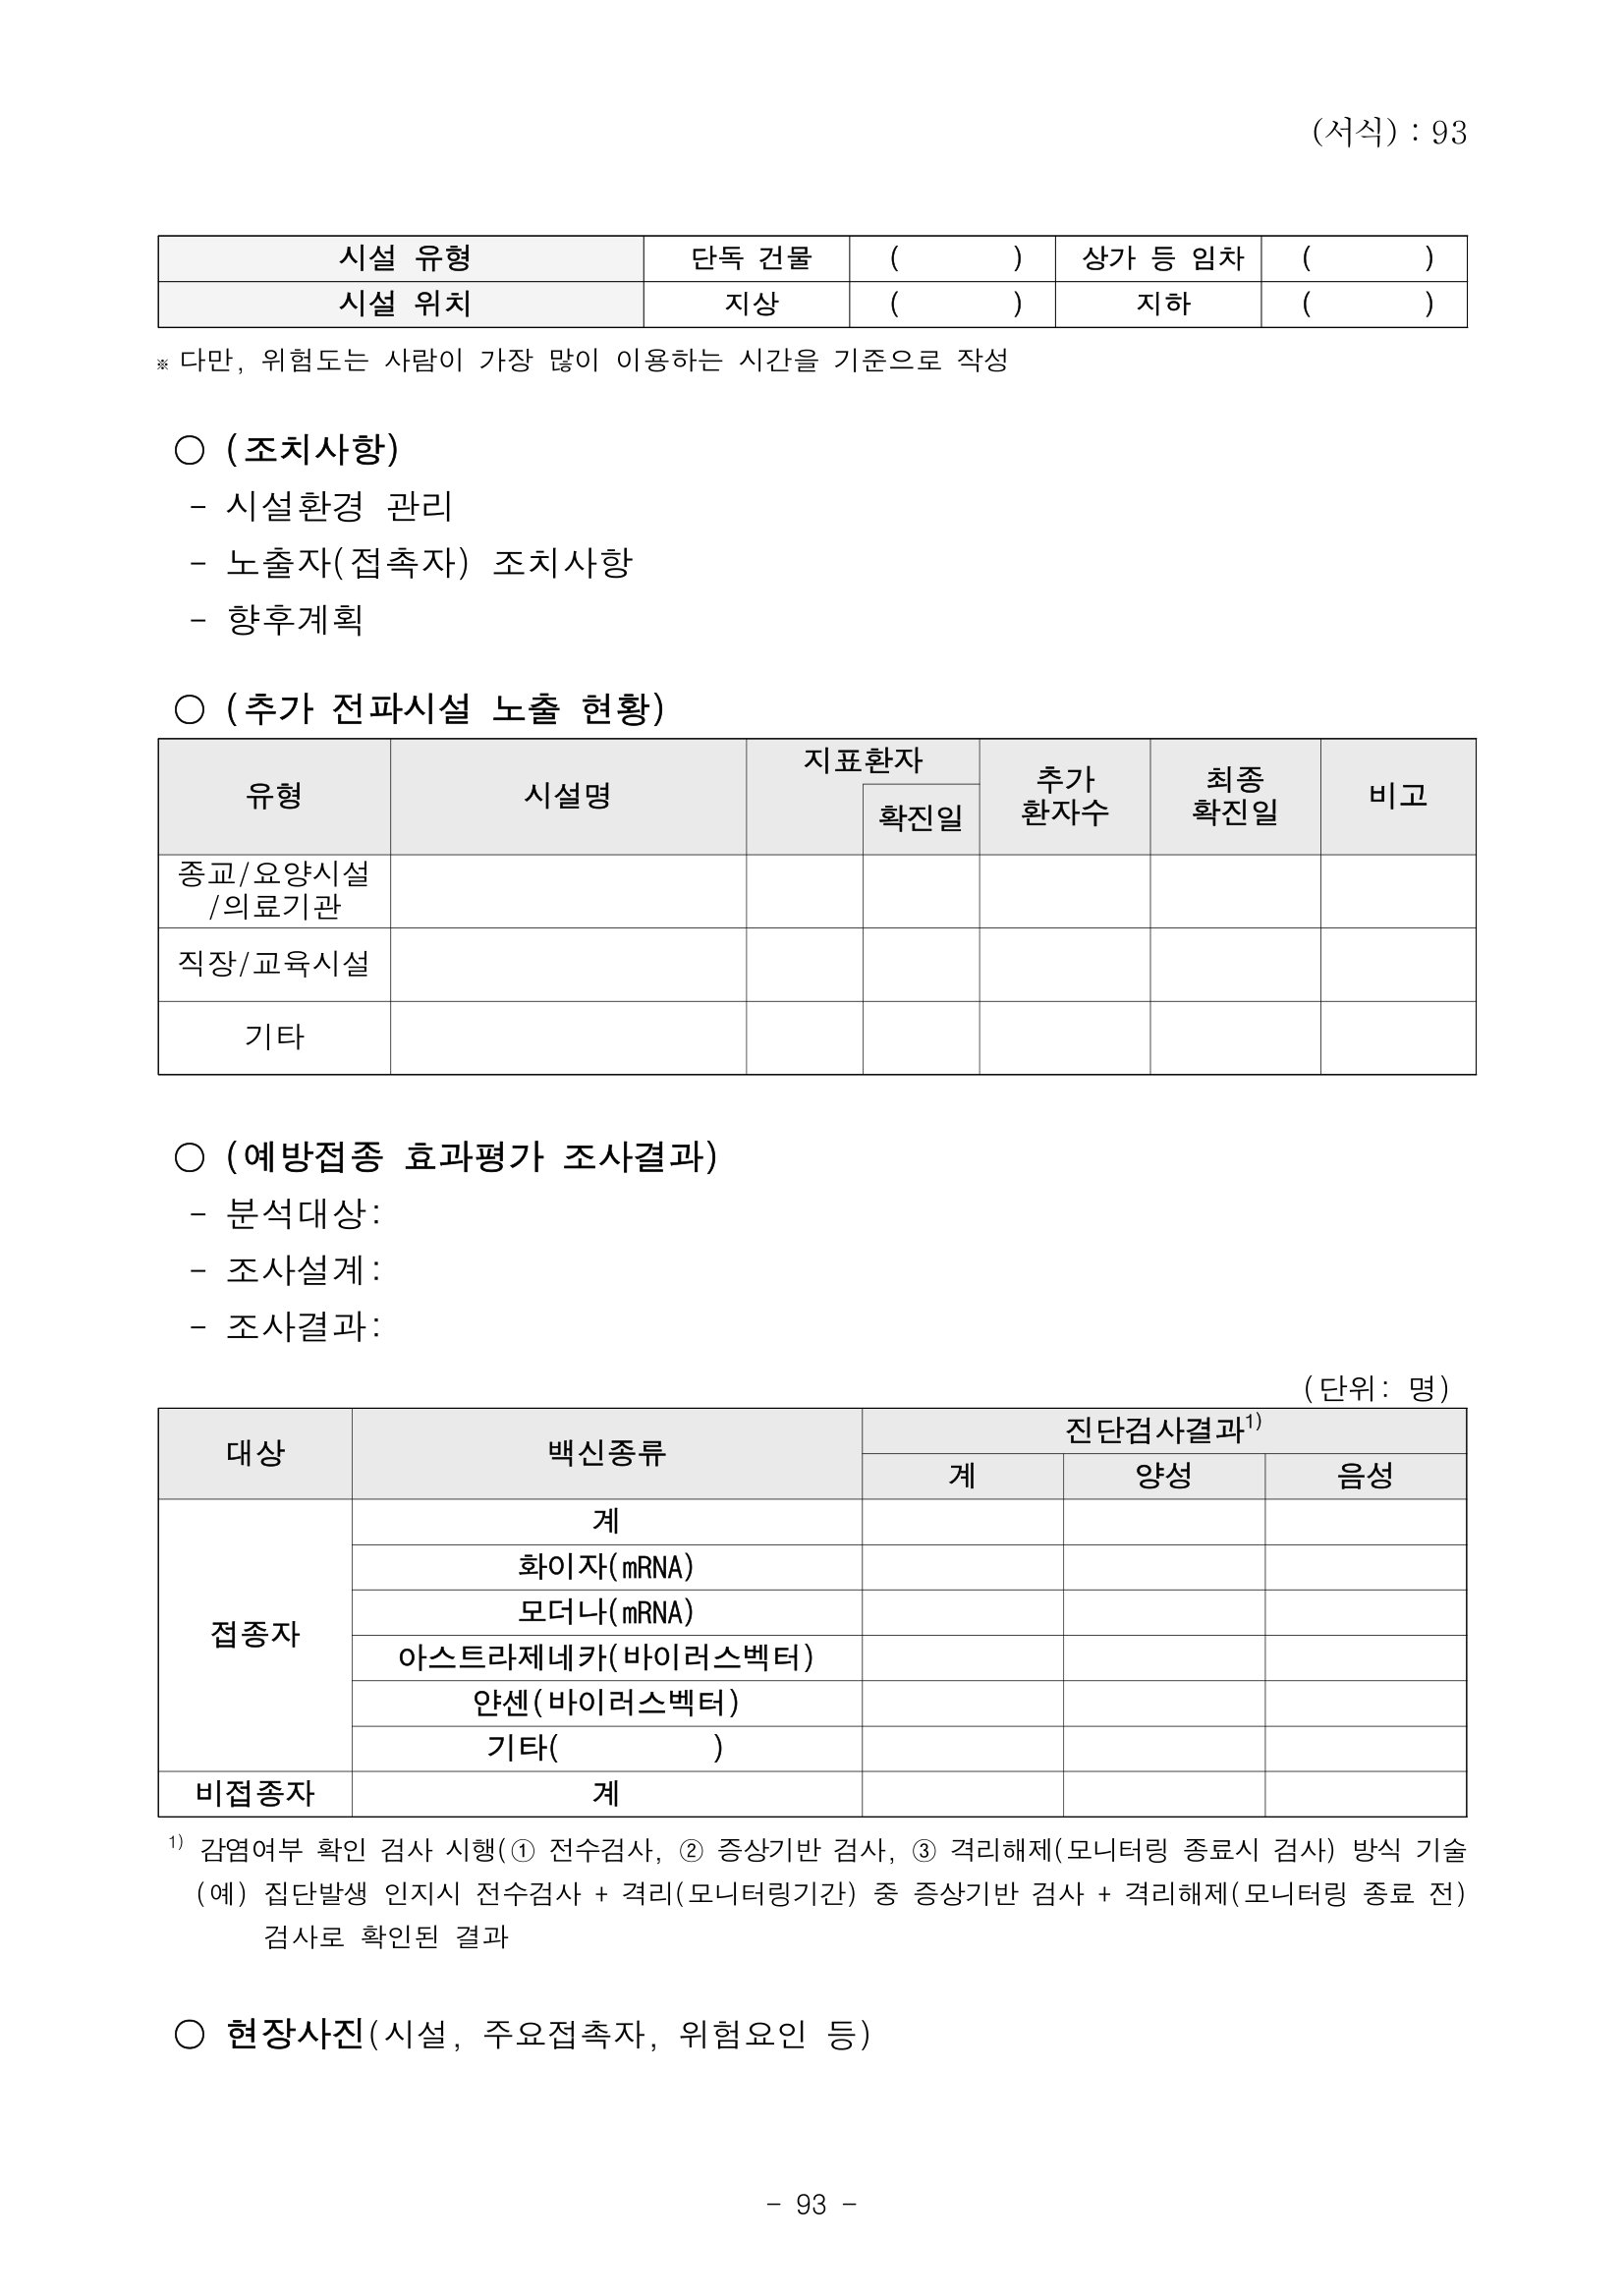 (서식) : 93
시설 유형 단독 건물 ( ) 상가 등 임차 ( )
시설 위치 지상 ( ) 지하 ( )
※ 다만, 위험도는 사람이 가장 많이 이용하는 시간을 기준으로 작성
○ (조치사항)
- 시설환경 관리
- 노출자(접촉자) 조치사항
- 향후계획
○ (추가 전파시설 노출 현황)
유형 시설명 지표환자 확진일 추가 환자수 최종 확진일 비고
종교/요양시설
/의료기관
직장/교육시설
기타
○ (예방접종 효과평가 조사결과)
- 분석대상:
- 조사설계:
- 조사결과:
(단위: 명)
대상 백신종류 진단검사결과1)
계 양성 음성
접종자 계
화이자(mRNA)
모더나(mRNA)
아스트라제네카(바이러스벡터)
얀센(바이러스벡터)
기타( )
비접종자 계
1) 감염여부 확인 검사 시행(① 전수검사, ② 증상기반 검사, ③ 격리해제(모니터링 종료시 검사) 방식 기술
(예) 집단발생 인지시 전수검사 + 격리(모니터링기간) 중 증상기반 검사 + 격리해제(모니터링 종료 전)
검사로 확인된 결과
○ 현장사진(시설, 주요접촉자, 위험요인 등)
- 93 -